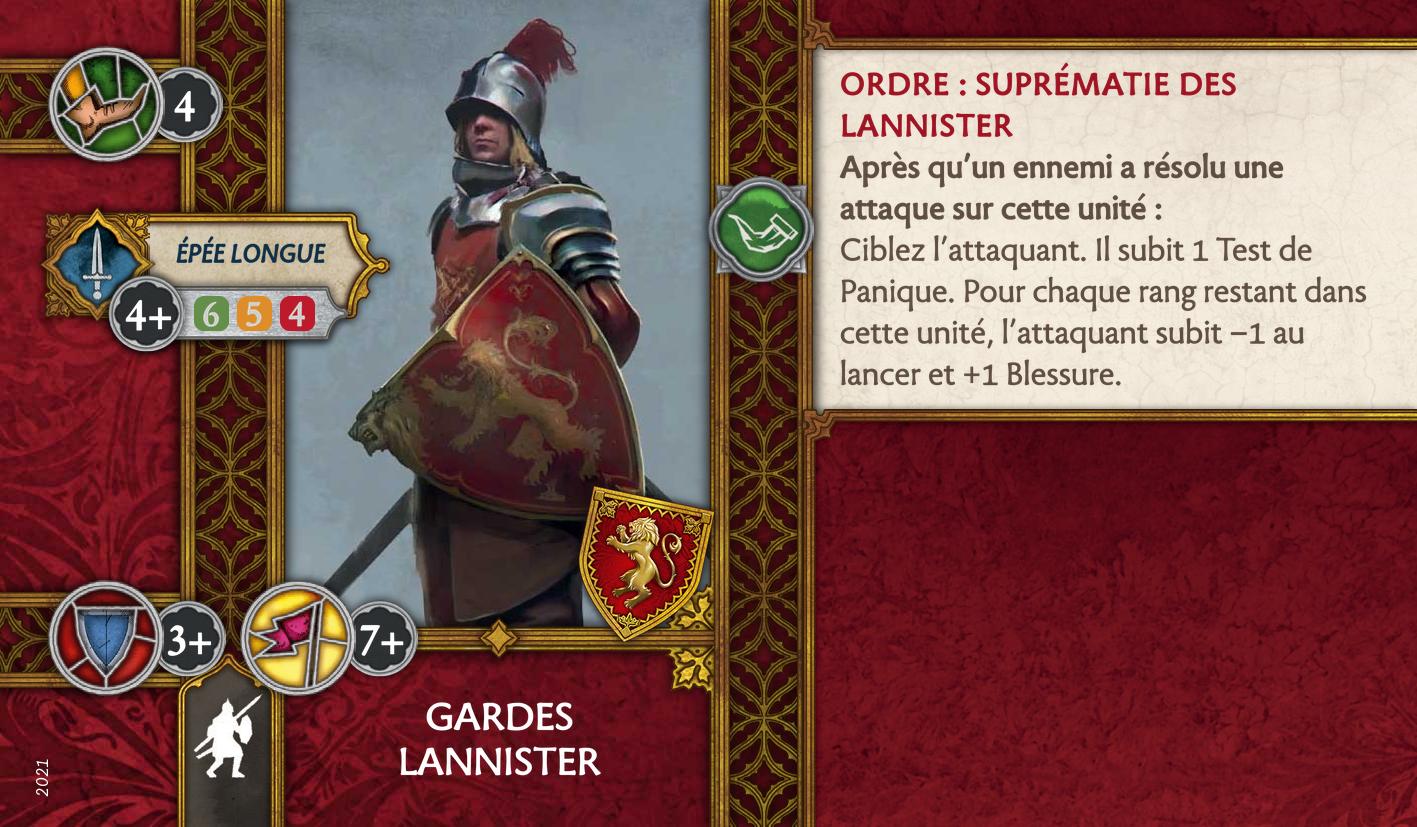 4
ÉPÉE LONGUE
4+ 6 5 4
3+ 7+
GARDES
LANNISTER
2021
ORDRE : SUPRÉMATIE DES
LANNISTER
Après qu’un ennemi a résolu une
attaque sur cette unité :
Ciblez l’attaquant. Il subit 1 Test de
Panique. Pour chaque rang restant dans
cette unité, l’attaquant subit –1 au
lancer et +1 Blessure.